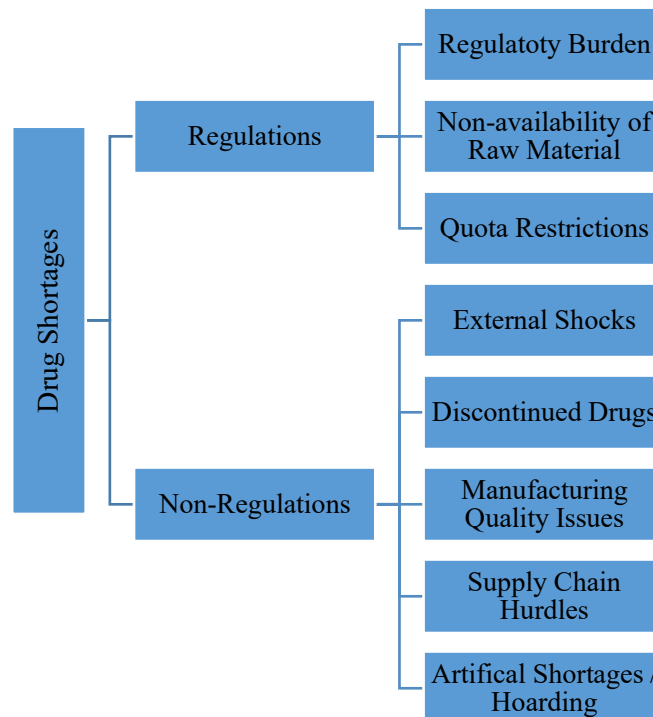 Drug Shortages
Regulations
Regulatoty Burden
Non-availability of
Raw Material
Quota Restrictions
Non-Regulations
External Shocks
Discontinued Drugs
Manufacturing
Quality Issues
Supply Chain
Hurdles
Artifical Shortages /
Hoarding